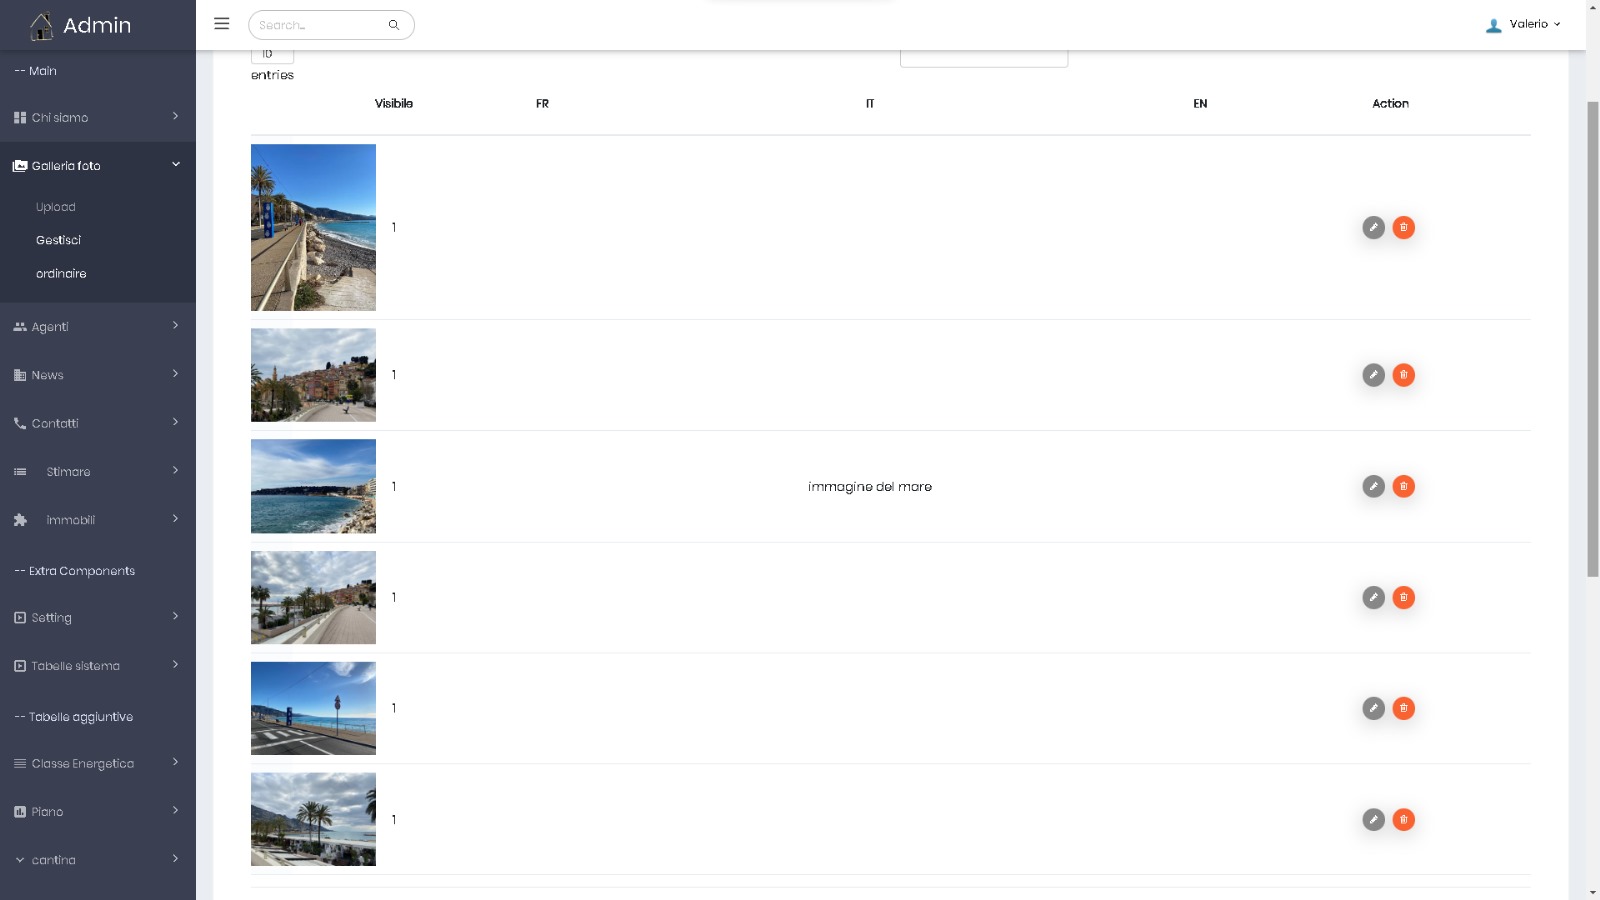 Admin
Search...
Valerio
10
entries
Visibile FR IT EN Action
-- Main
Chi siamo
Galleria foto
Upload
Gestisci
ordinaire
Agenti
News
Contatti
Stimare
immobili
-- Extra Components
Setting
Tabelle sistema
-- Tabelle aggiuntive
Classe Energetica
Piano
cantina
1
1
1 immagine del mare
1
1
1